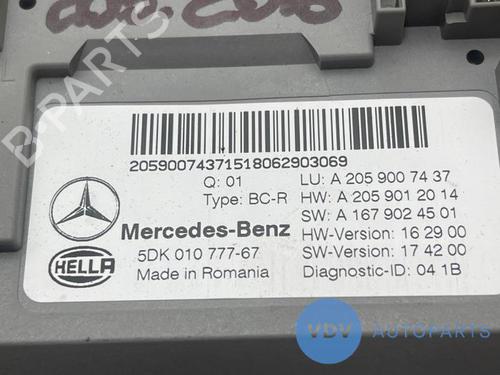 20590074371518062903069
Q: 01
LU: A 205 900 74 37
Type: BC-R
HW: A 205 901 20 14
SW: A 167 902 45 01
Mercedes-Benz
HW-Version: 16 29 00
5DK 010 777-67
SW-Version: 17 42 00
HELLA
Made in Romania
Diagnostic-ID: 04 1B
VDV AUTOPARTS
B-PARTS